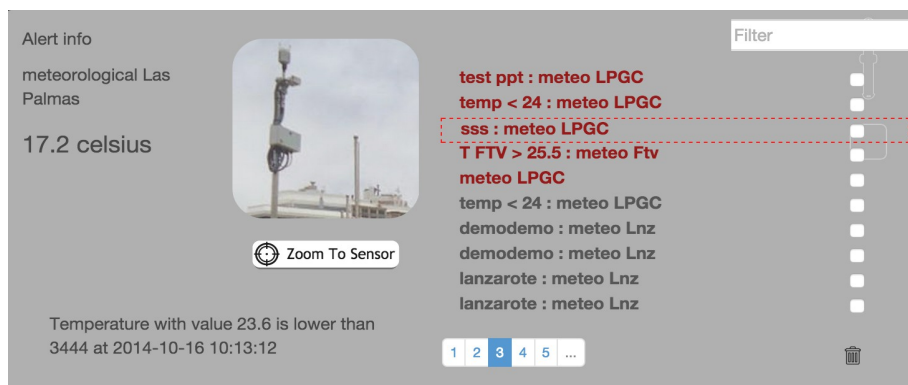 Alert info
meteorological Las
Palmas
17.2 celsius
Zoom To Sensor
Temperature with value 23.6 is lower than
3444 at 2014-10-16 10:13:12
Filter
test ppt : meteo LPGC
temp < 24 : meteo LPGC
sss : meteo LPGC
T FTV > 25.5 : meteo Ftv
meteo LPGC
temp < 24 : meteo LPGC
demodemo : meteo Lnz
demodemo : meteo Lnz
lanzarote : meteo Lnz
lanzarote : meteo Lnz
1 2 3 4 5 ...